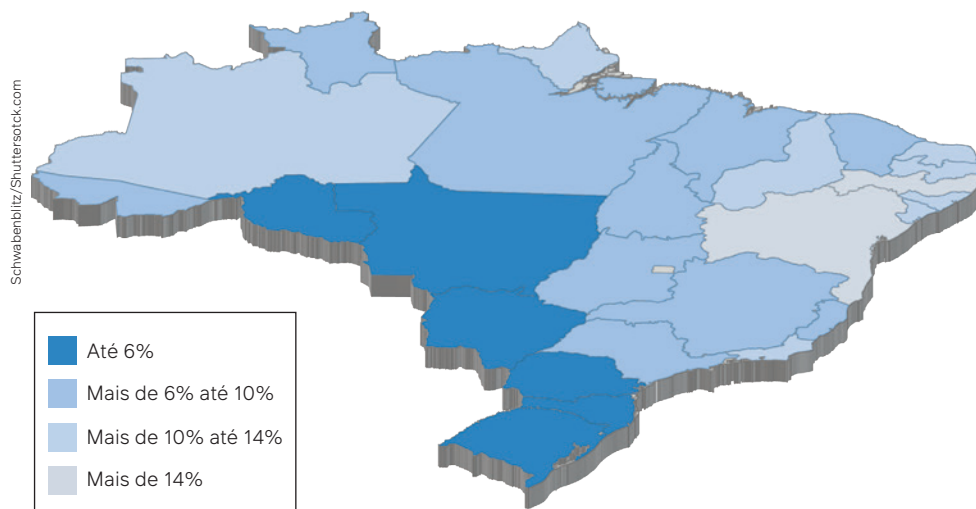 Schwabenblitz/Shuttersotck.com
Até 6%
Mais de 6% até 10%
Mais de 10% até 14%
Mais de 14%